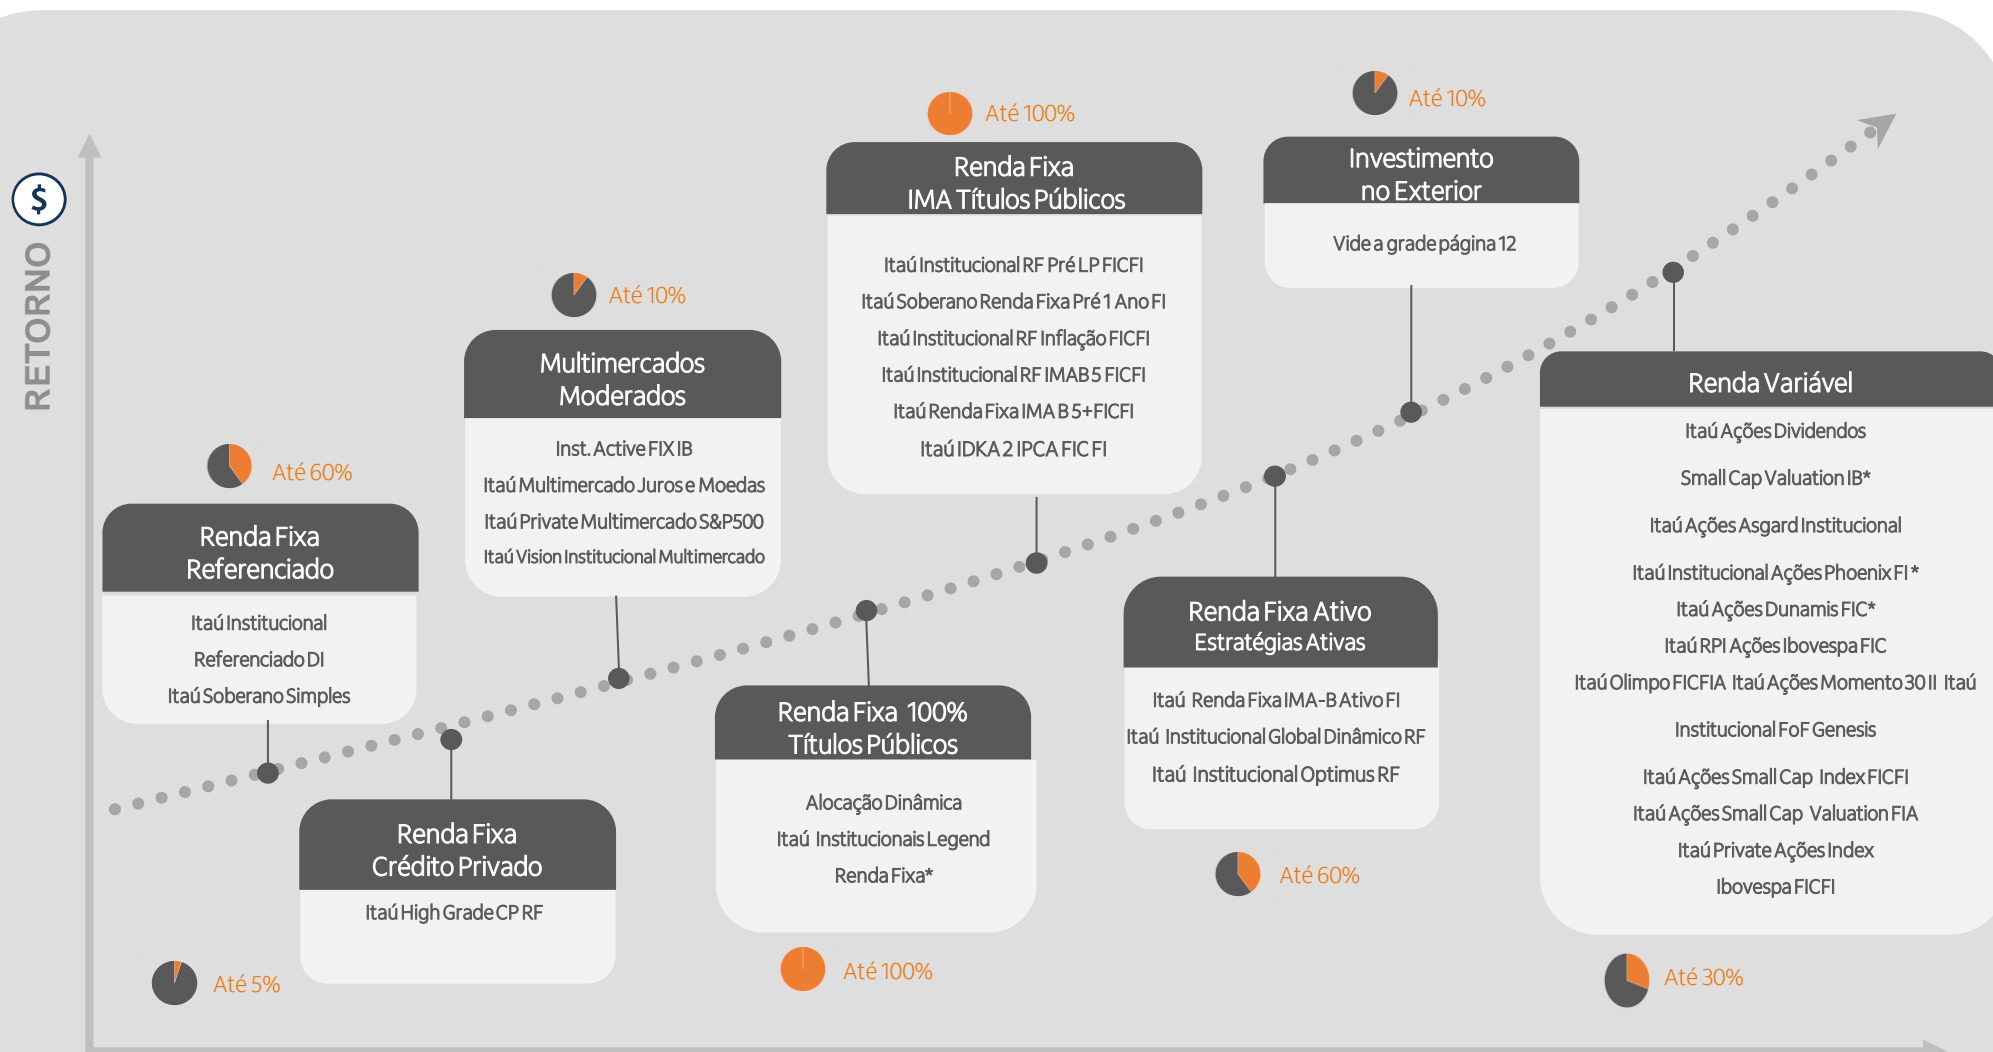 $
RETORNO
Até 60%
Renda Fixa
Referenciado
Itaú Institucional
Referenciado DI
Itaú Soberano Simples
Até 5%
Renda Fixa
Crédito Privado
Itaú High Grade CP RF
Até 10%
Multimercados
Moderados
Inst. Active FIX IB
Itaú Multimercado Juros e Moedas
Itaú Private Multimercado S&P500
Itaú Vision Institucional Multimercado
Renda Fixa 100%
Títulos Públicos
Alocação Dinâmica
Itaú Institucionais Legend
Renda Fixa*
Até 100%
Até 100%
Renda Fixa
IMA Títulos Públicos
Itaú Institucional RF Pré LP FICFI
Itaú Soberano Renda Fixa Pré 1 Ano FI
Itaú Institucional RF Inflação FICFI
Itaú Institucional RF IMAB 5 FICFI
Itaú Renda Fixa IMA B 5+FICFI
Itaú IDKA 2 IPCA FIC FI
Renda Fixa Ativo
Estratégias Ativas
Itaú Renda Fixa IMA-B Ativo FI
Itaú Institucional Global Dinâmico RF
Itaú Institucional Optimus RF
Até 60%
Até 10%
Investimento
no Exterior
Vide a grade página 12
Renda Variável
Itaú Ações Dividendos
Small Cap Valuation IB*
Itaú Ações Asgard Institucional
Itaú Institucional Ações Phoenix FI *
Itaú Ações Dunamis FIC*
Itaú RPI Ações Ibovespa FIC
Itaú Olimpo FICFIA Itaú Ações Momento 30 II Itaú
Institucional FoF Genesis
Itaú Ações Small Cap Index FICFI
Itaú Ações Small Cap Valuation FIA
Itaú Private Ações Index
Ibovespa FICFI
Até 30%